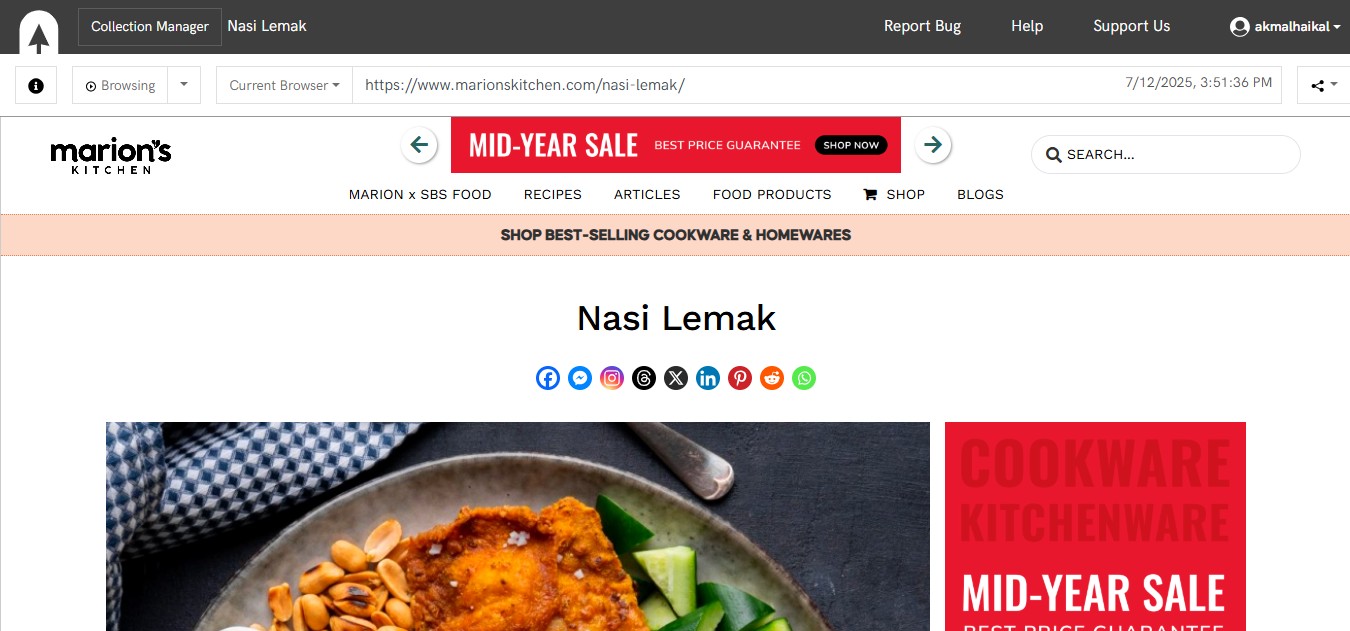 Collection Manager Nasi Lemak Report Bug Help Support Us akmalhaikal
Browsing Current Browser https://www.marionskitchen.com/nasi-lemak/ 7/12/2025, 3:51:36 PM
marion's
KITCHEN
MID-YEAR SALE BEST PRICE GUARANTEE SHOP NOW
SEARCH...
MARION x SBS FOOD RECIPES ARTICLES FOOD PRODUCTS SHOP BLOGS
SHOP BEST-SELLING COOKWARE & HOMEWARES
Nasi Lemak
COOKWARE
KITCHENWARE
MID-YEAR SALE
BEST PRICE GUARANTEE